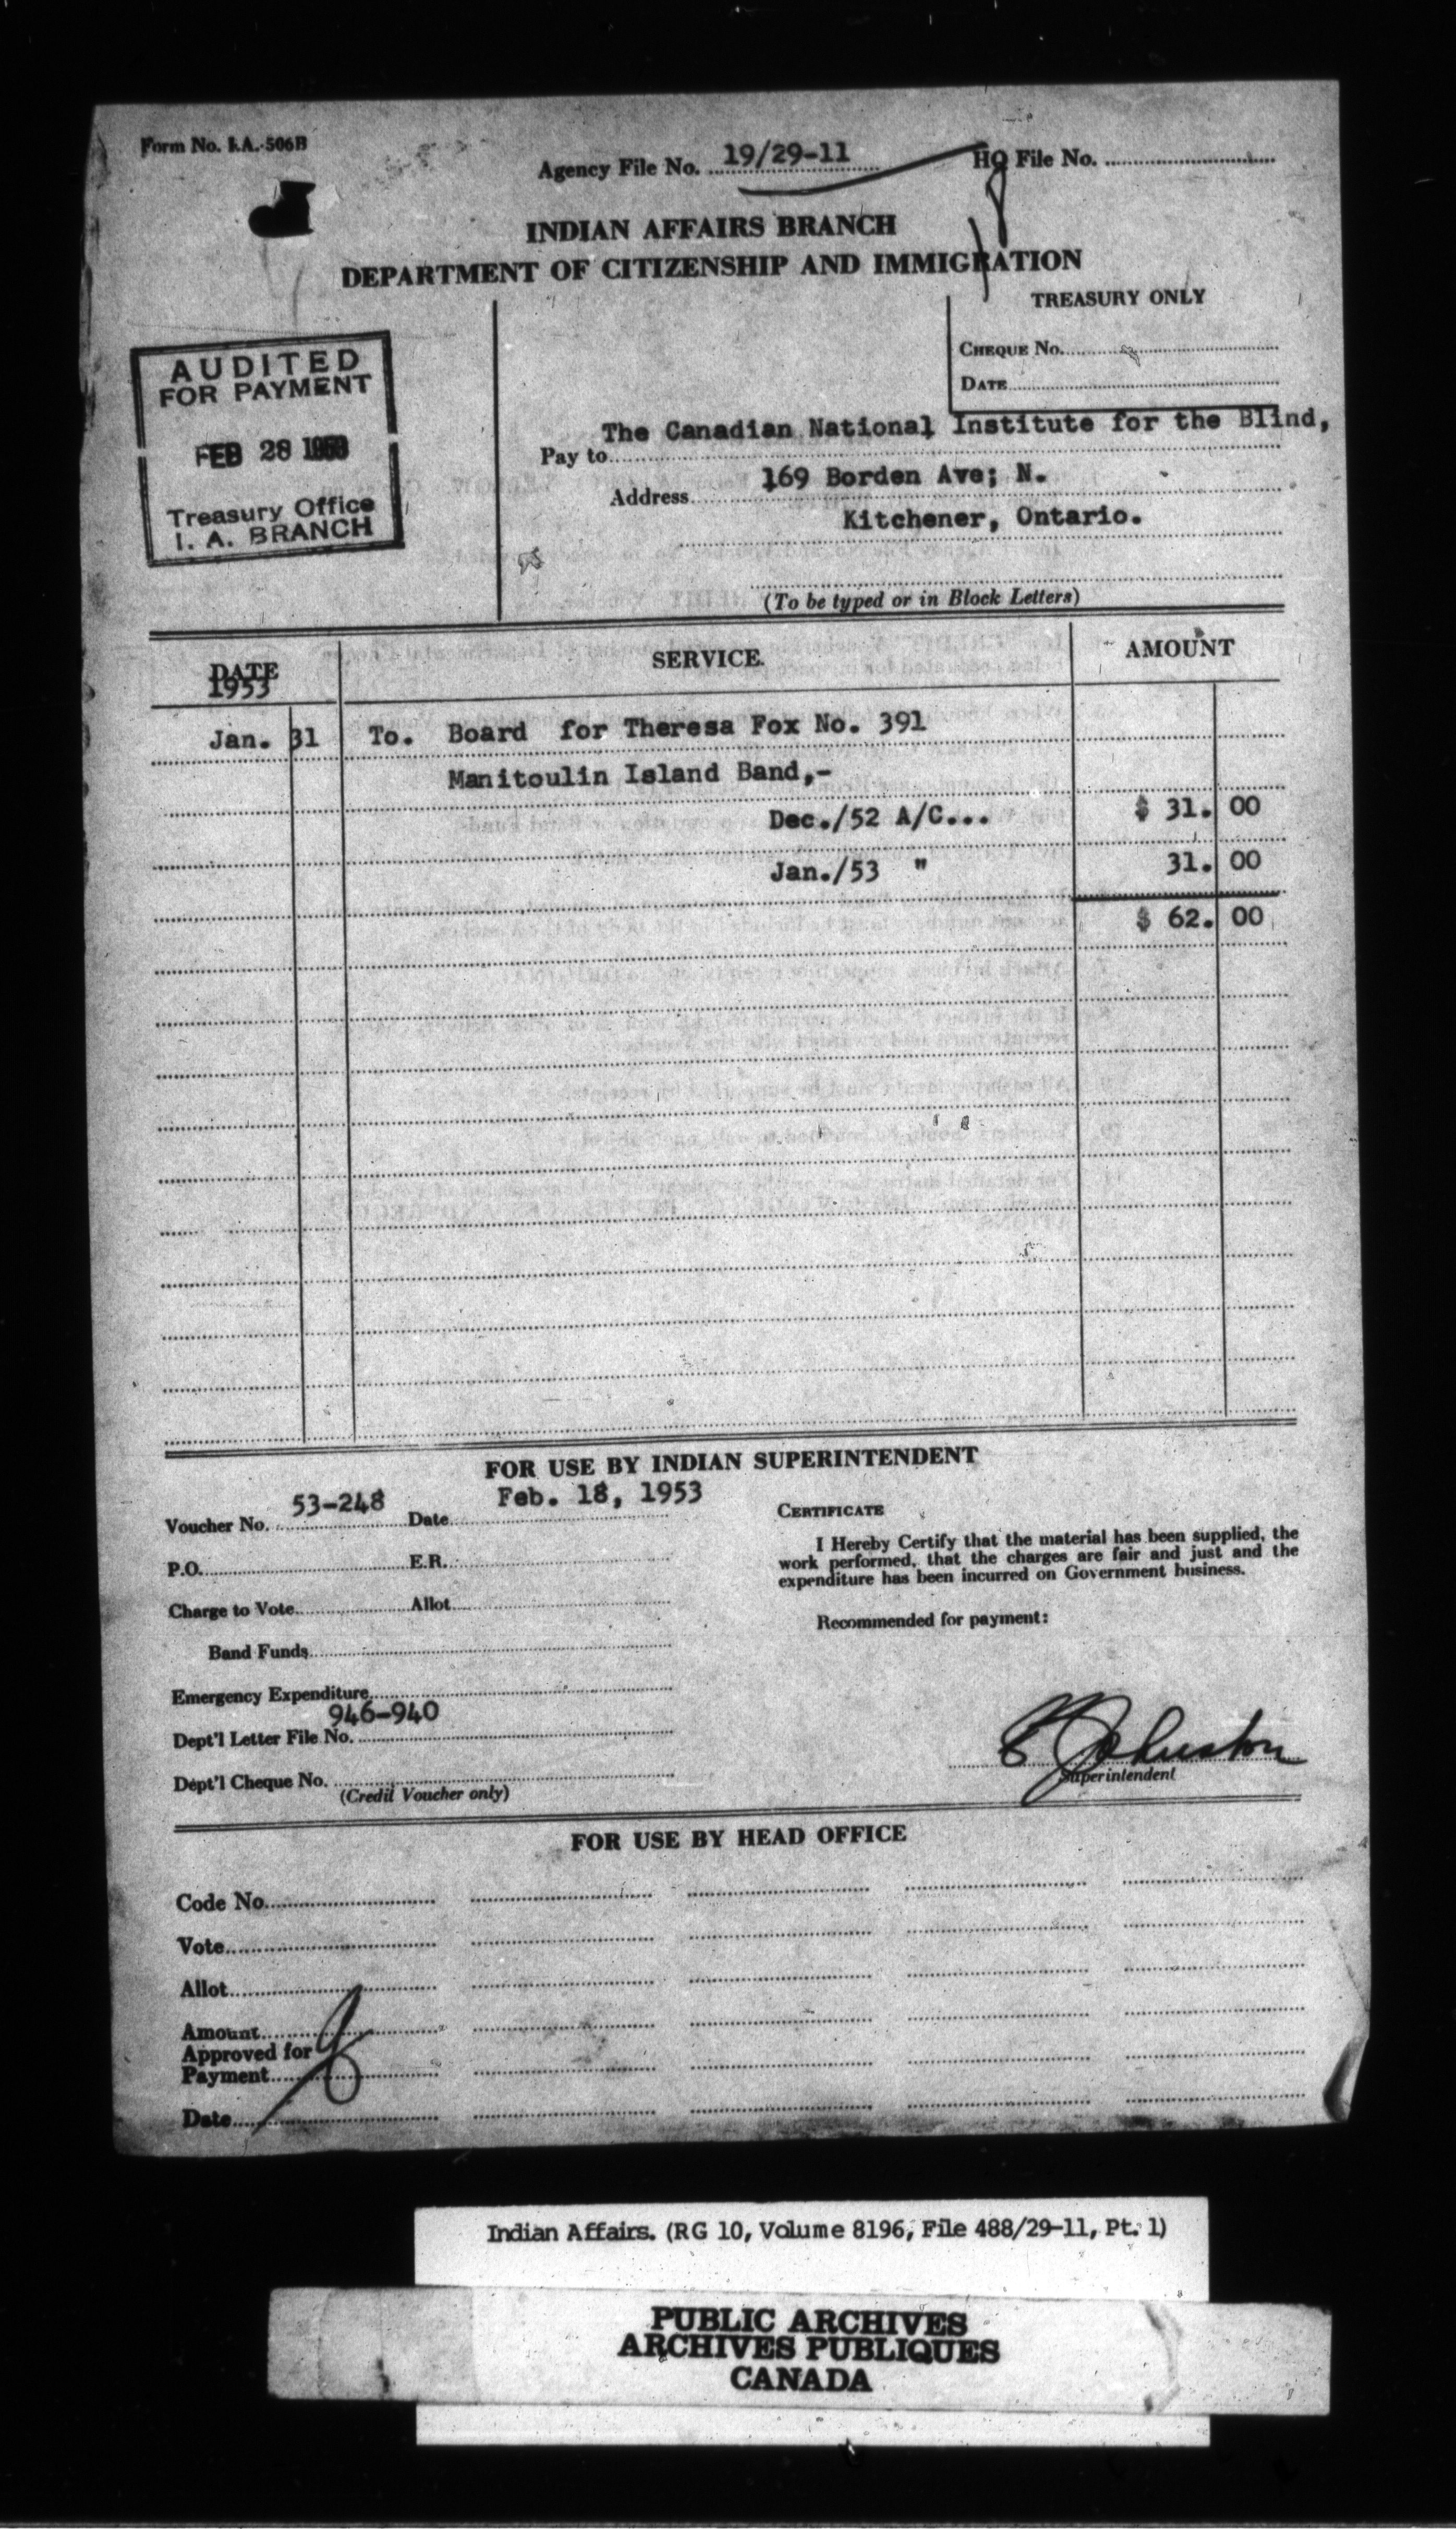 Form No. I.A.-506B
Agency File No. 19/29-11
HQ File No.
INDIAN AFFAIRS BRANCH
DEPARTMENT OF CITIZENSHIP AND IMMIGRATION
TREASURY ONLY
CHEQUE No.
DATE
AUDITED
FOR PAYMENT
FEB 28 1953
Treasury Office
I. A. BRANCH
Pay to The Canadian National Institute for the Blind,
Address 169 Borden Ave; N.
Kitchener, Ontario.
(To be typed or in Block Letters)
DATE SERVICE AMOUNT
1953
Jan. 31 To. Board for Theresa Fox No. 391
Manitoulin Island Band,-
Dec./52 A/C... $ 31. 00
Jan./53 " 31. 00
$ 62. 00
FOR USE BY INDIAN SUPERINTENDENT
Voucher No. 53-248 Date Feb. 18, 1953
P.O. E.R.
Charge to Vote Allot
Band Funds
Emergency Expenditure
Dep't'l Letter File No. 946-940
Dep't'l Cheque No.
(Credit Voucher only)
CERTIFICATE
I Hereby Certify that the material has been supplied, the
work performed, that the charges are fair and just and the
expenditure has been incurred on Government business.
Recommended for payment:
Johnston
Superintendent
FOR USE BY HEAD OFFICE
Code No.
Vote
Allot
Amount
Approved for
Payment
Date
Indian Affairs. (RG 10, Volume 8196, File 488/29-11, Pt. 1)
PUBLIC ARCHIVES
ARCHIVES PUBLIQUES
CANADA